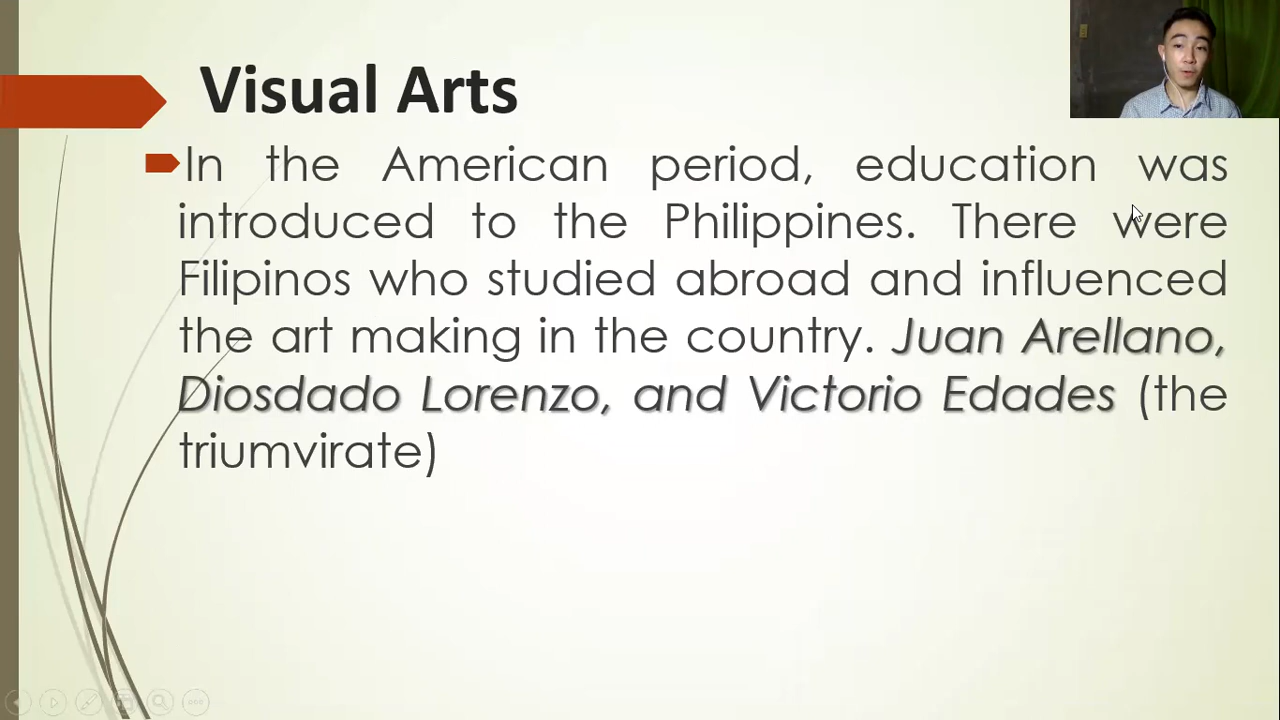 Visual Arts
In the American period, education was
introduced to the Philippines. There were
Filipinos who studied abroad and influenced
the art making in the country. Juan Arellano,
Diosdado Lorenzo, and Victorio Edades (the
triumvirate)